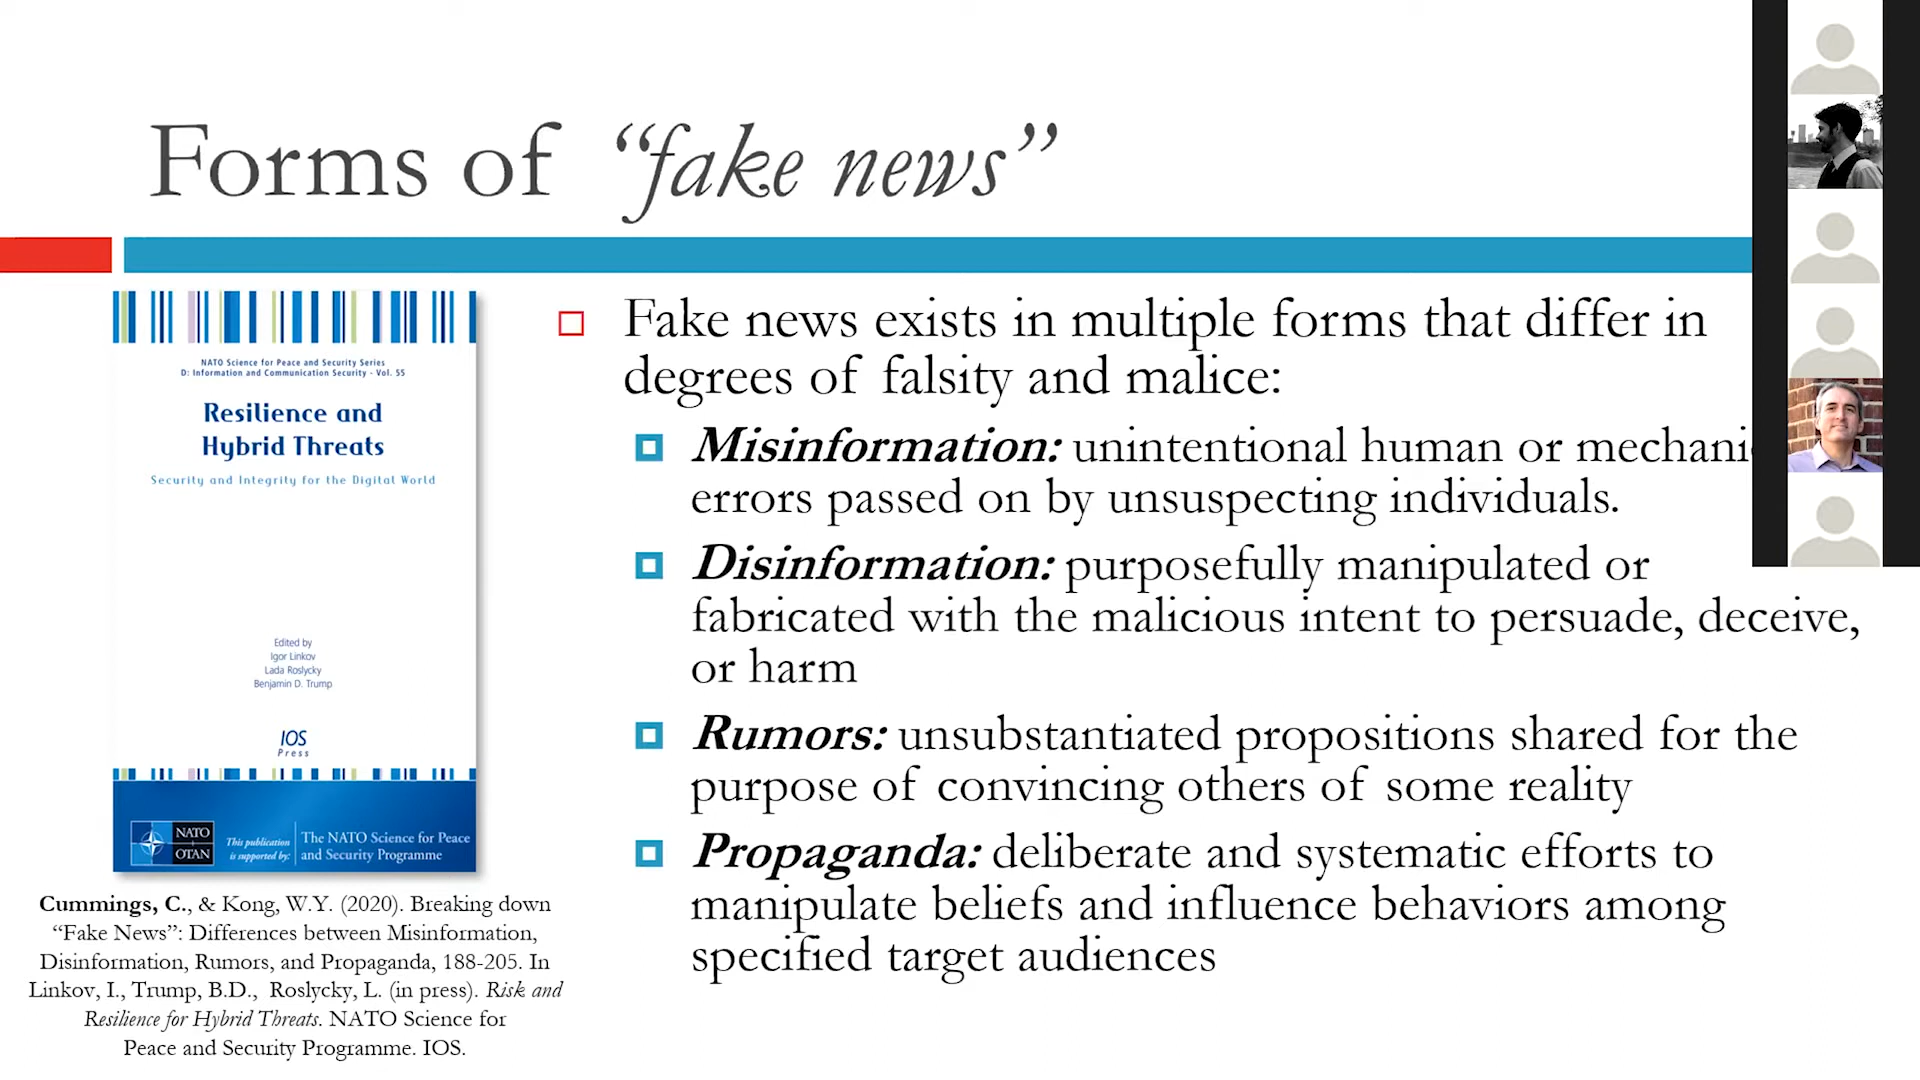 Forms of “fake news”
NATO Science for Peace and Security Series
D: Information and Communication Security - Vol. 55
Resilience and
Hybrid Threats
Security and Integrity for the Digital World
Edited by
Igor Linkov
Lada Roslycky
Benjamin D. Trump
IOS
Press
NATO
OTAN
This publication
is supported by:
The NATO Science for Peace
and Security Programme
Cummings, C., & Kong, W.Y. (2020). Breaking down
“Fake News”: Differences between Misinformation,
Disinformation, Rumors, and Propaganda, 188-205. In
Linkov, I., Trump, B.D., Roslycky, L. (in press). Risk and
Resilience for Hybrid Threats. NATO Science for
Peace and Security Programme. IOS.
Fake news exists in multiple forms that differ in
degrees of falsity and malice:
Misinformation: unintentional human or
errors passed on by unsuspecting individuals.
Disinformation: purposefully manipulated or
fabricated with the malicious intent to persuade, deceive,
or harm
Rumors: unsubstantiated propositions shared for the
purpose of convincing others of some reality
Propaganda: deliberate and systematic efforts to
manipulate beliefs and influence behaviors among
specified target audiences